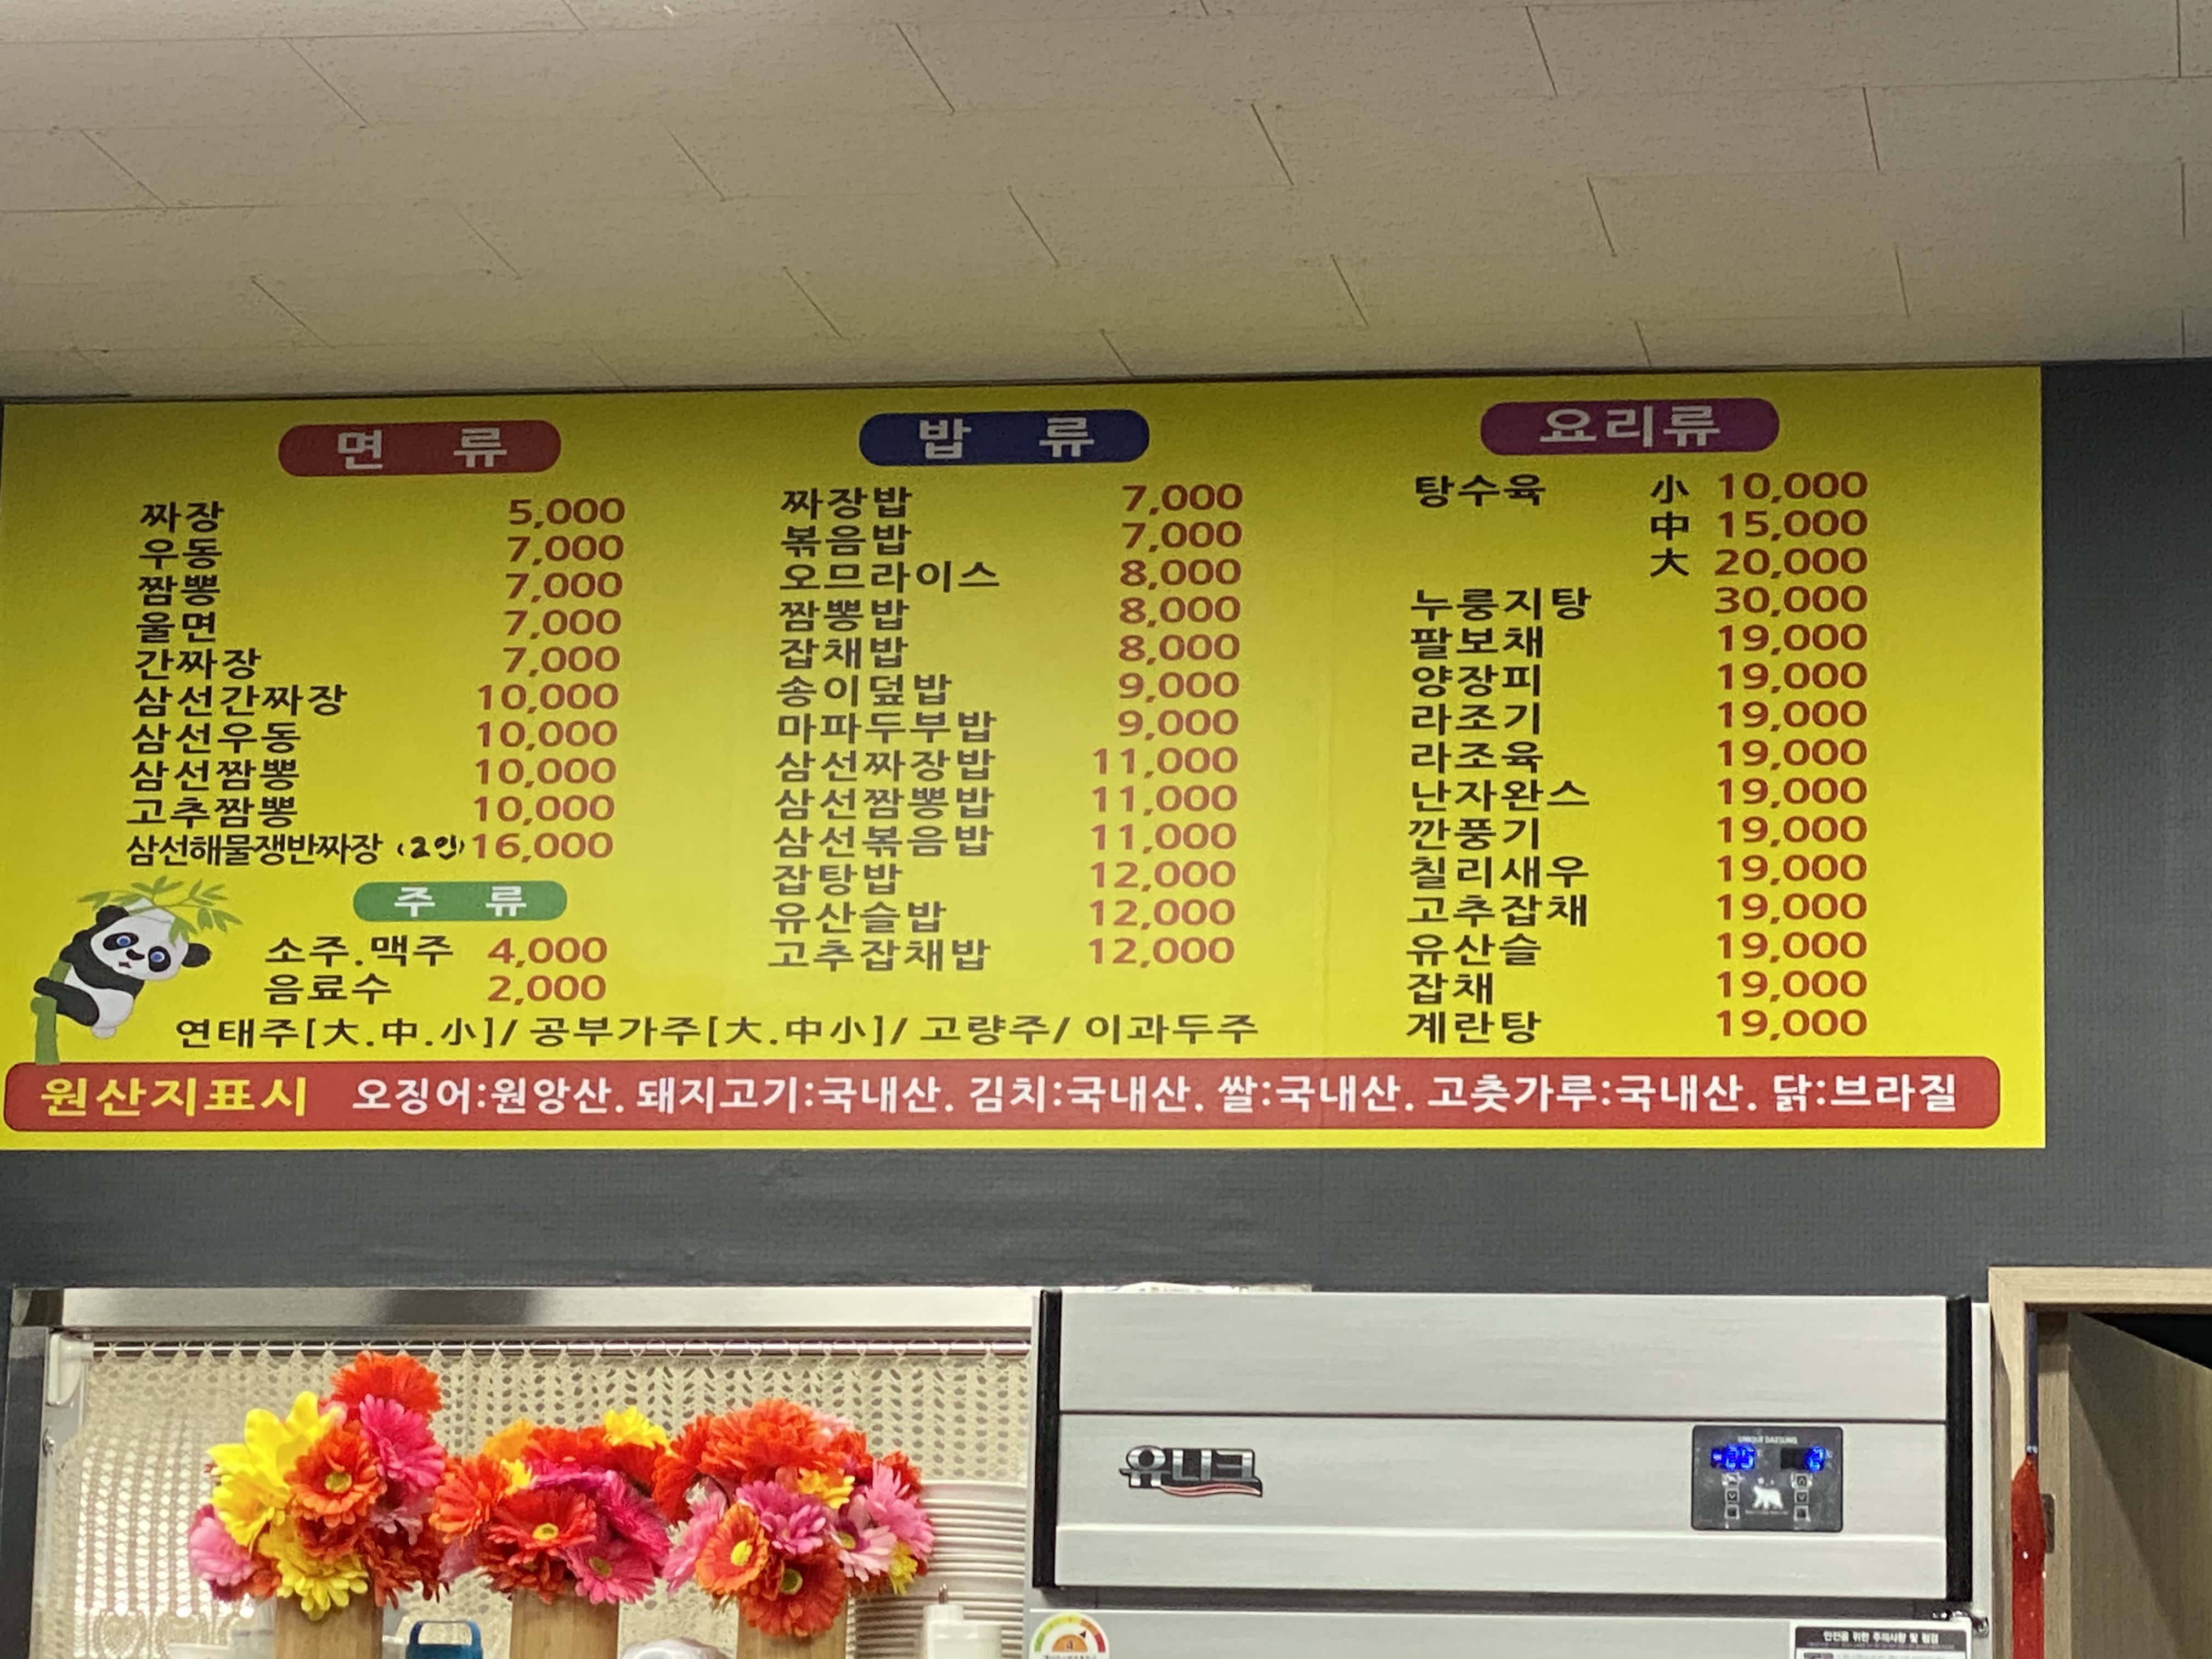 면 류
짜장 5,000
우동 7,000
짬뽕 7,000
울면 7,000
간짜장 7,000
삼선간짜장 10,000
삼선우동 10,000
삼선짬뽕 10,000
고추짬뽕 10,000
삼선해물쟁반짜장 (2인) 16,000
주 류
소주.맥주 4,000
음료수 2,000
밥 류
짜장밥 7,000
볶음밥 7,000
오므라이스 8,000
짬뽕밥 8,000
잡채밥 8,000
송이덮밥 9,000
마파두부밥 9,000
삼선짜장밥 11,000
삼선짬뽕밥 11,000
삼선볶음밥 11,000
잡탕밥 12,000
유산슬밥 12,000
고추잡채밥 12,000
연태주[大.中.小]/ 공부가주[大.中小]/ 고량주/ 이과두주
요리류
탕수육 小 10,000
中 15,000
大 20,000
누룽지탕 30,000
팔보채 19,000
양장피 19,000
라조기 19,000
라조육 19,000
난자완스 19,000
깐풍기 19,000
칠리새우 19,000
고추잡채 19,000
유산슬 19,000
잡채 19,000
계란탕 19,000
원산지표시 오징어:원앙산. 돼지고기:국내산. 김치:국내산. 쌀:국내산. 고춧가루:국내산. 닭:브라질
유니크
UNIQUE DAESUNG
안전을 위한 주의사항 및 점검